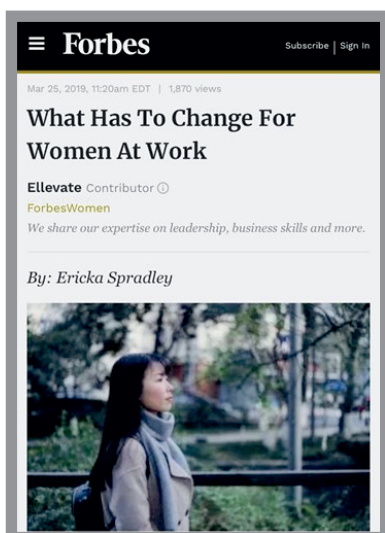 Forbes
Subscribe | Sign In
Mar 25, 2019, 11:20am EDT | 1,870 views
What Has To Change For
Women At Work
Ellevate Contributor
ForbesWomen
We share our expertise on leadership, business skills and more.
By: Ericka Spradley